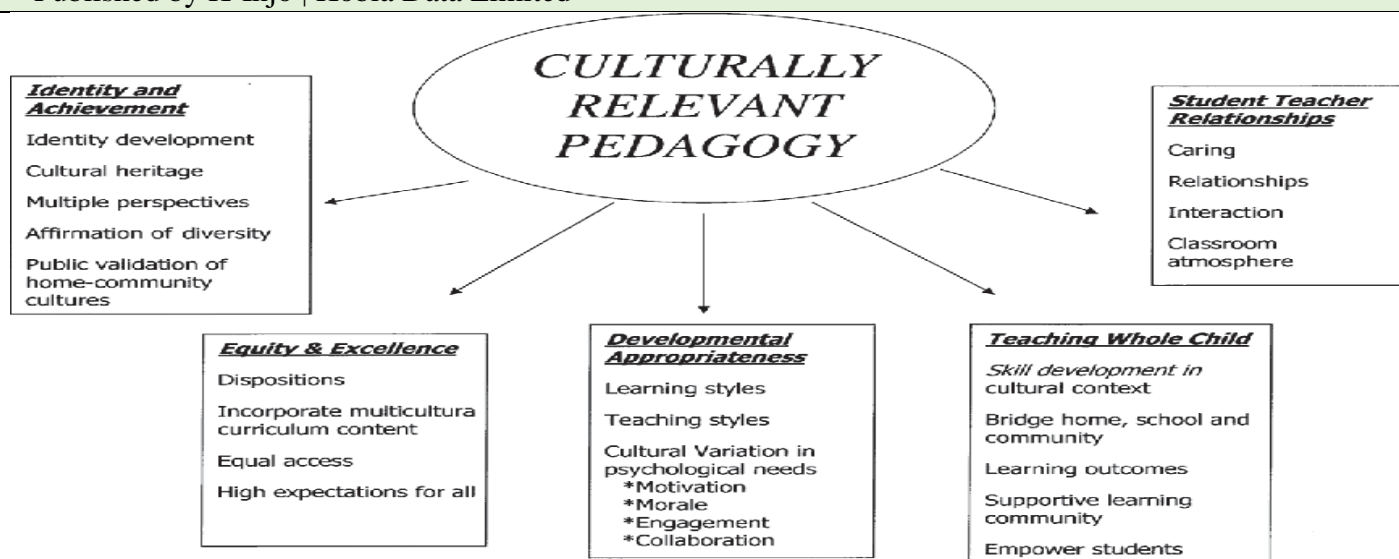 CULTURALLY
RELEVANT
PEDAGOGY
Identity and
Achievement
Identity development
Cultural heritage
Multiple perspectives
Affirmation of diversity
Public validation of
home-community
cultures
Equity & Excellence
Dispositions
Incorporate multicultura
curriculum content
Equal access
High expectations for all
Developmental
Appropriateness
Learning styles
Teaching styles
Cultural Variation in
psychological needs
*Motivation
*Morale
*Engagement
*Collaboration
Teaching Whole Child
Skill development in
cultural context
Bridge home, school and
community
Learning outcomes
Supportive learning
community
Empower students
Student Teacher
Relationships
Caring
Relationships
Interaction
Classroom
atmosphere